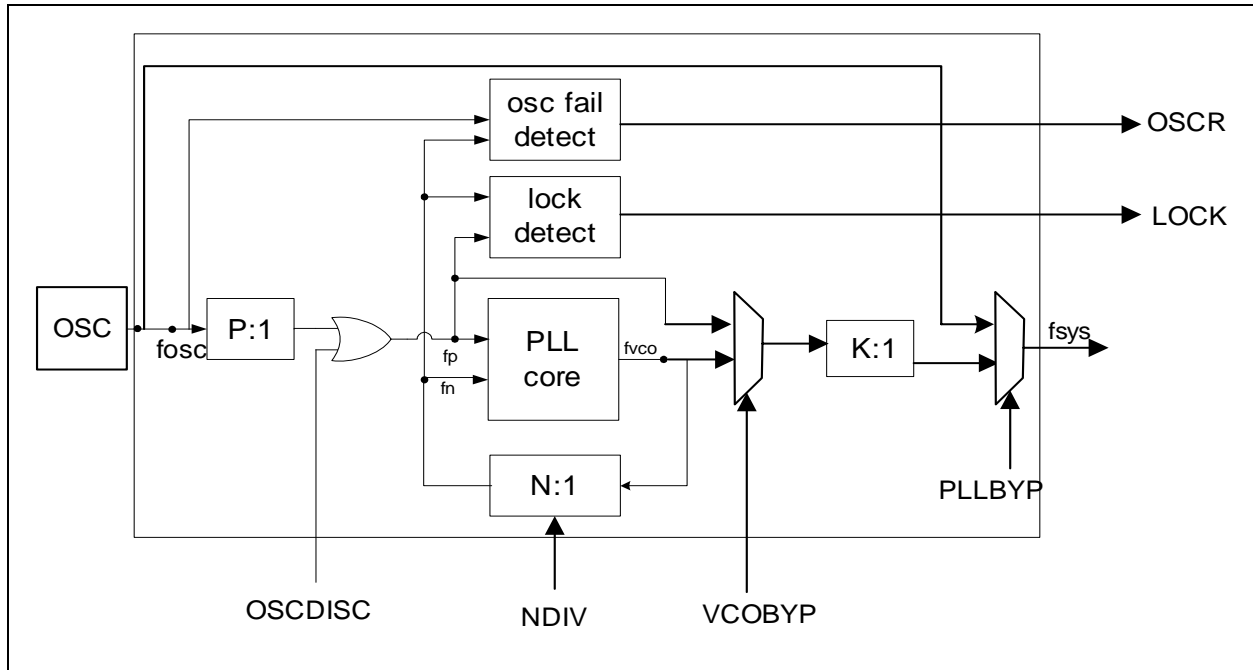 osc fail
detect
OSCR
lock
detect
LOCK
OSC
fosc
P:1
fp
fn
PLL
core
fvco
K:1
fsys
N:1
PLLBYP
OSCDISC
NDIV
VCOBYP